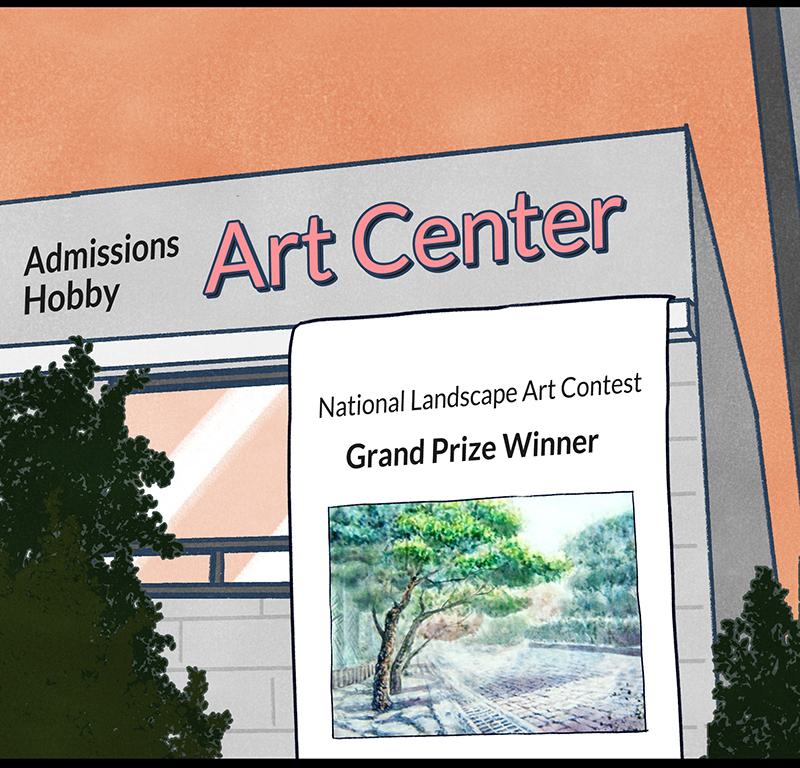 Admissions
Hobby
Art Center
National Landscape Art Contest
Grand Prize Winner